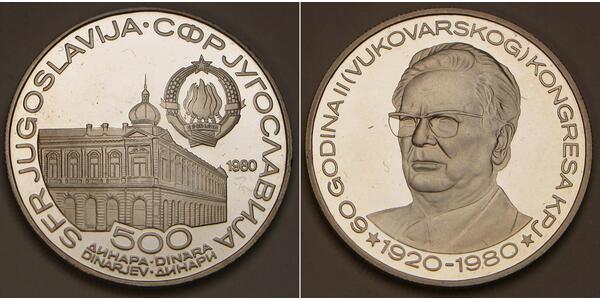 SFR JUGOSLAVIJA · СФР ЈУГОСЛАВИЈА
1980
500
ДИНАРА · DINARA
DINARJEV · ДИНАРИ
60 GODINA II (VUKOVARSKOG) KONGRESA KPJ
★ 1920-1980 ★